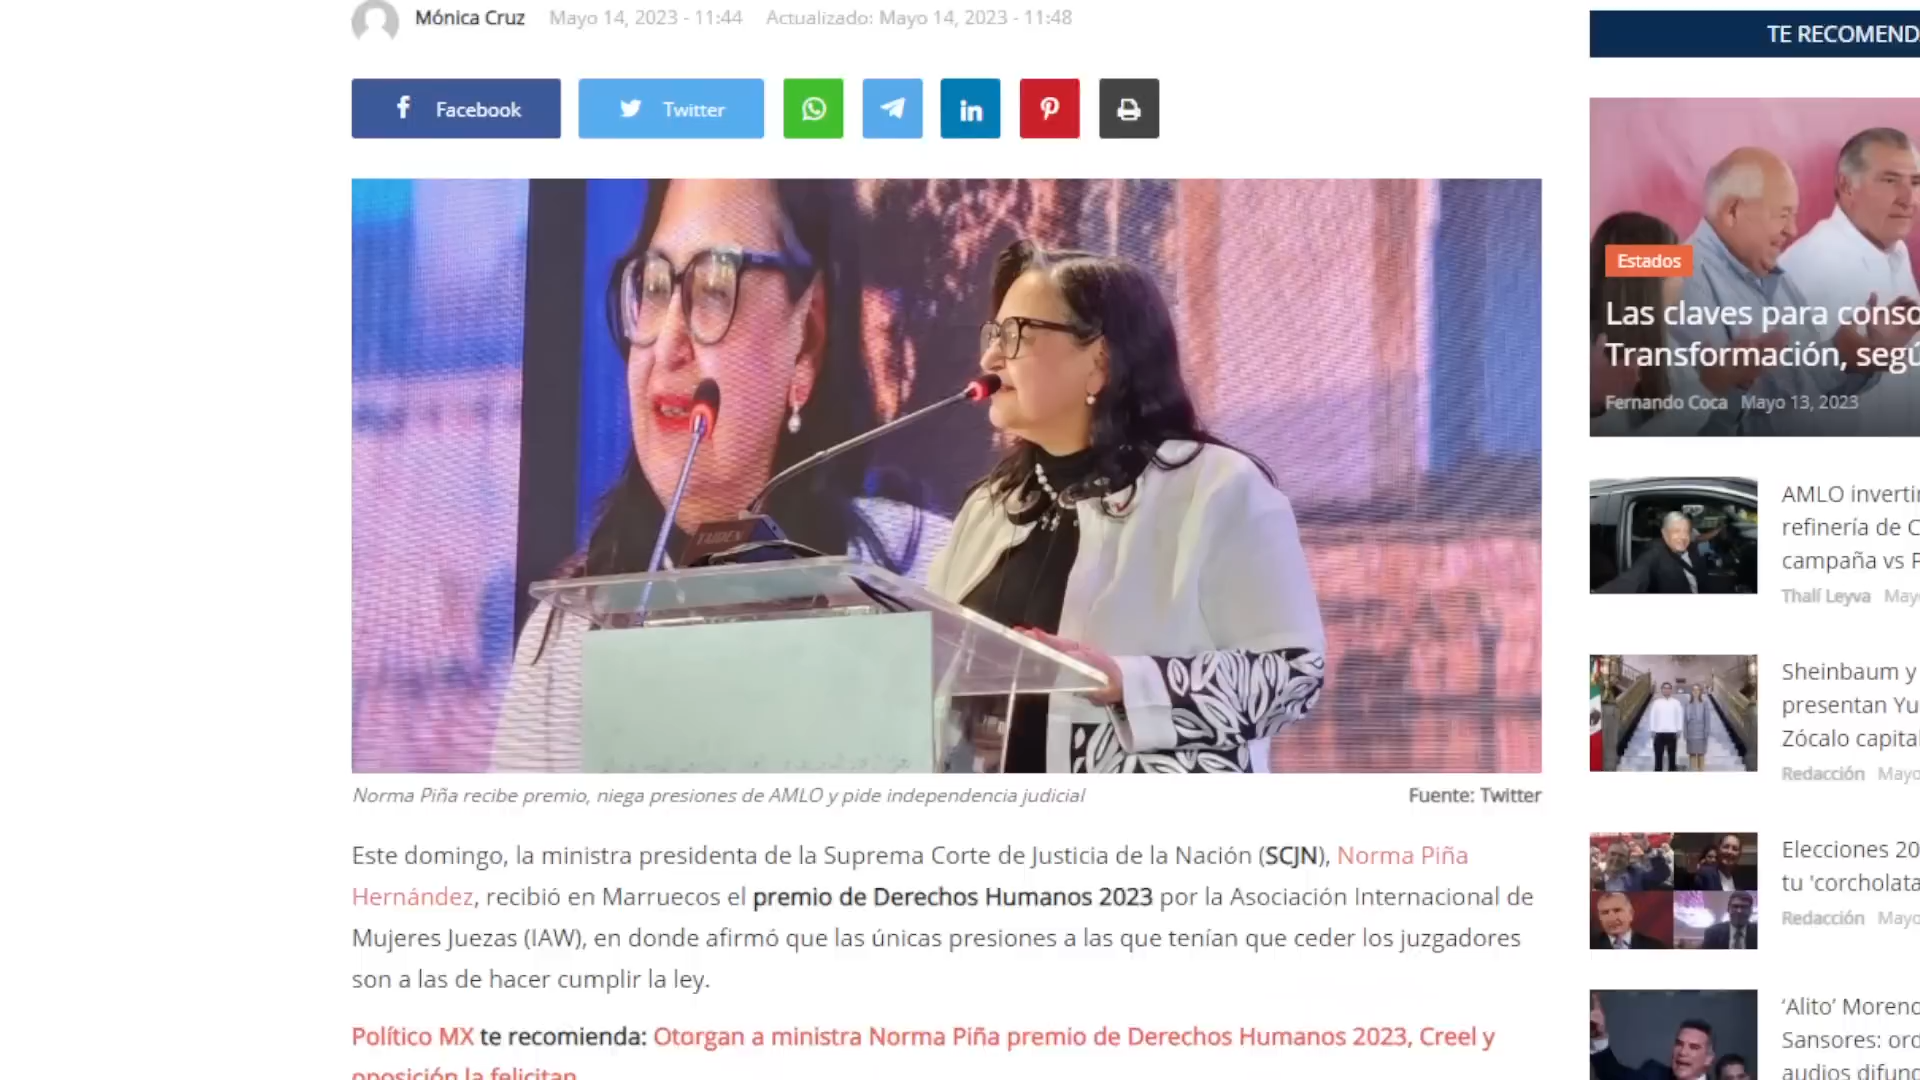 Mónica Cruz Mayo 14, 2023 - 11:44 Actualizado: Mayo 14, 2023 - 11:48
Facebook
Twitter
Norma Piña recibe premio, niega presiones de AMLO y pide independencia judicial
Fuente: Twitter
Este domingo, la ministra presidenta de la Suprema Corte de Justicia de la Nación (SCJN), Norma Piña
Hernández, recibió en Marruecos el premio de Derechos Humanos 2023 por la Asociación Internacional de
Mujeres Juezas (IAW), en donde afirmó que las únicas presiones a las que tenían que ceder los juzgadores
son a las de hacer cumplir la ley.
Político MX te recomienda: Otorgan a ministra Norma Piña premio de Derechos Humanos 2023, Creel y
oposición la felicitan
TE RECOMEND
Estados
Las claves para conso
Transformación, segú
Fernando Coca Mayo 13, 2023
AMLO inverti
refinería de C
campaña vs
Thalí Leyva May
Sheinbaum y
presentan Yu
Zócalo capital
Redacción Mayo
Elecciones 20
tu 'corcholata
Redacción Mayo
‘Alito’ Moreno
Sansores: ord
audios difund